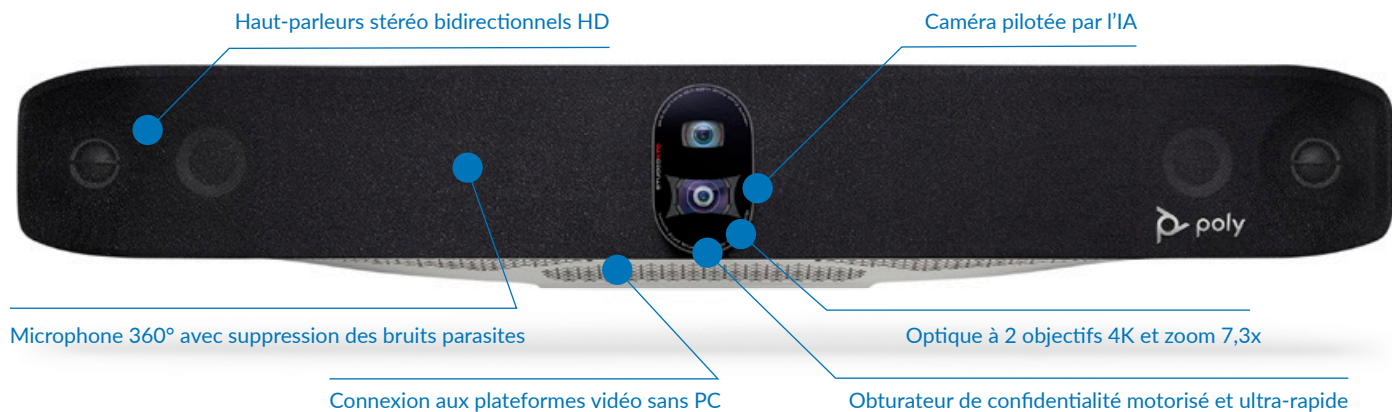 Haut-parleurs stéréo bidirectionnels HD
Caméra pilotée par l'IA
poly
Microphone 360° avec suppression des bruits parasites
Optique à 2 objectifs 4K et zoom 7,3x
Connexion aux plateformes vidéo sans PC
Obturateur de confidentialité motorisé et ultra-rapide